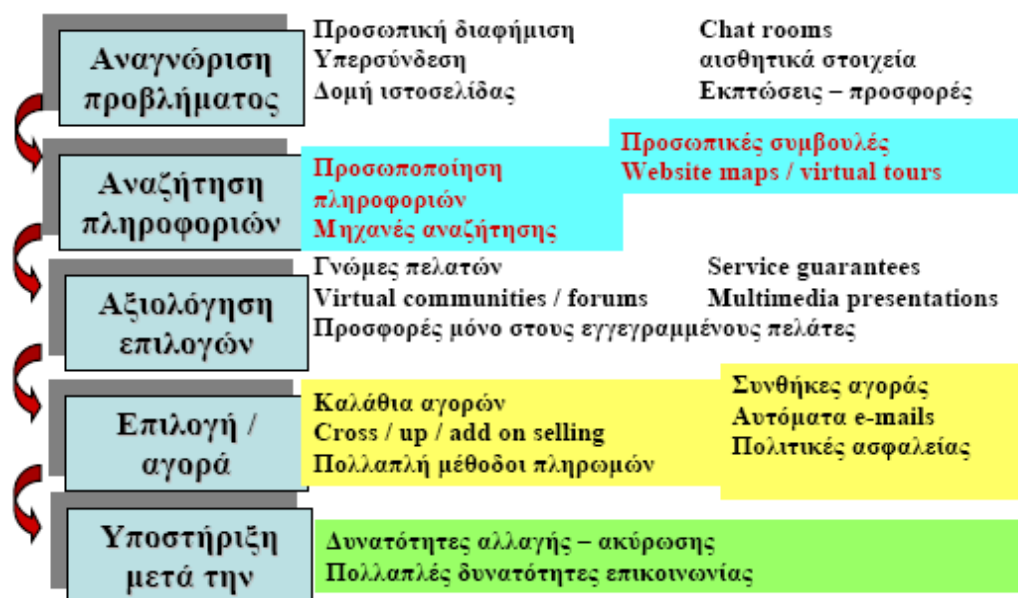 Αναγνώριση
προβλήματος
Προσωπική διαφήμιση
Υπερσύνδεση
Δομή ιστοσελίδας
Chat rooms
αισθητικά στοιχεία
Εκπτώσεις – προσφορές
Αναζήτηση
πληροφοριών
Προσωποποίηση
πληροφοριών
Μηχανές αναζήτησης
Προσωπικές συμβουλές
Website maps / virtual tours
Αξιολόγηση
επιλογών
Γνώμες πελατών
Virtual communities / forums
Προσφορές μόνο στους εγγεγραμμένους πελάτες
Service guarantees
Multimedia presentations
Επιλογή /
αγορά
Καλάθια αγορών
Cross / up / add on selling
Πολλαπλή μέθοδοι πληρωμών
Συνθήκες αγοράς
Αυτόματα e-mails
Πολιτικές ασφαλείας
Υποστήριξη
μετά την
Δυνατότητες αλλαγής – ακύρωσης
Πολλαπλές δυνατότητες επικοινωνίας